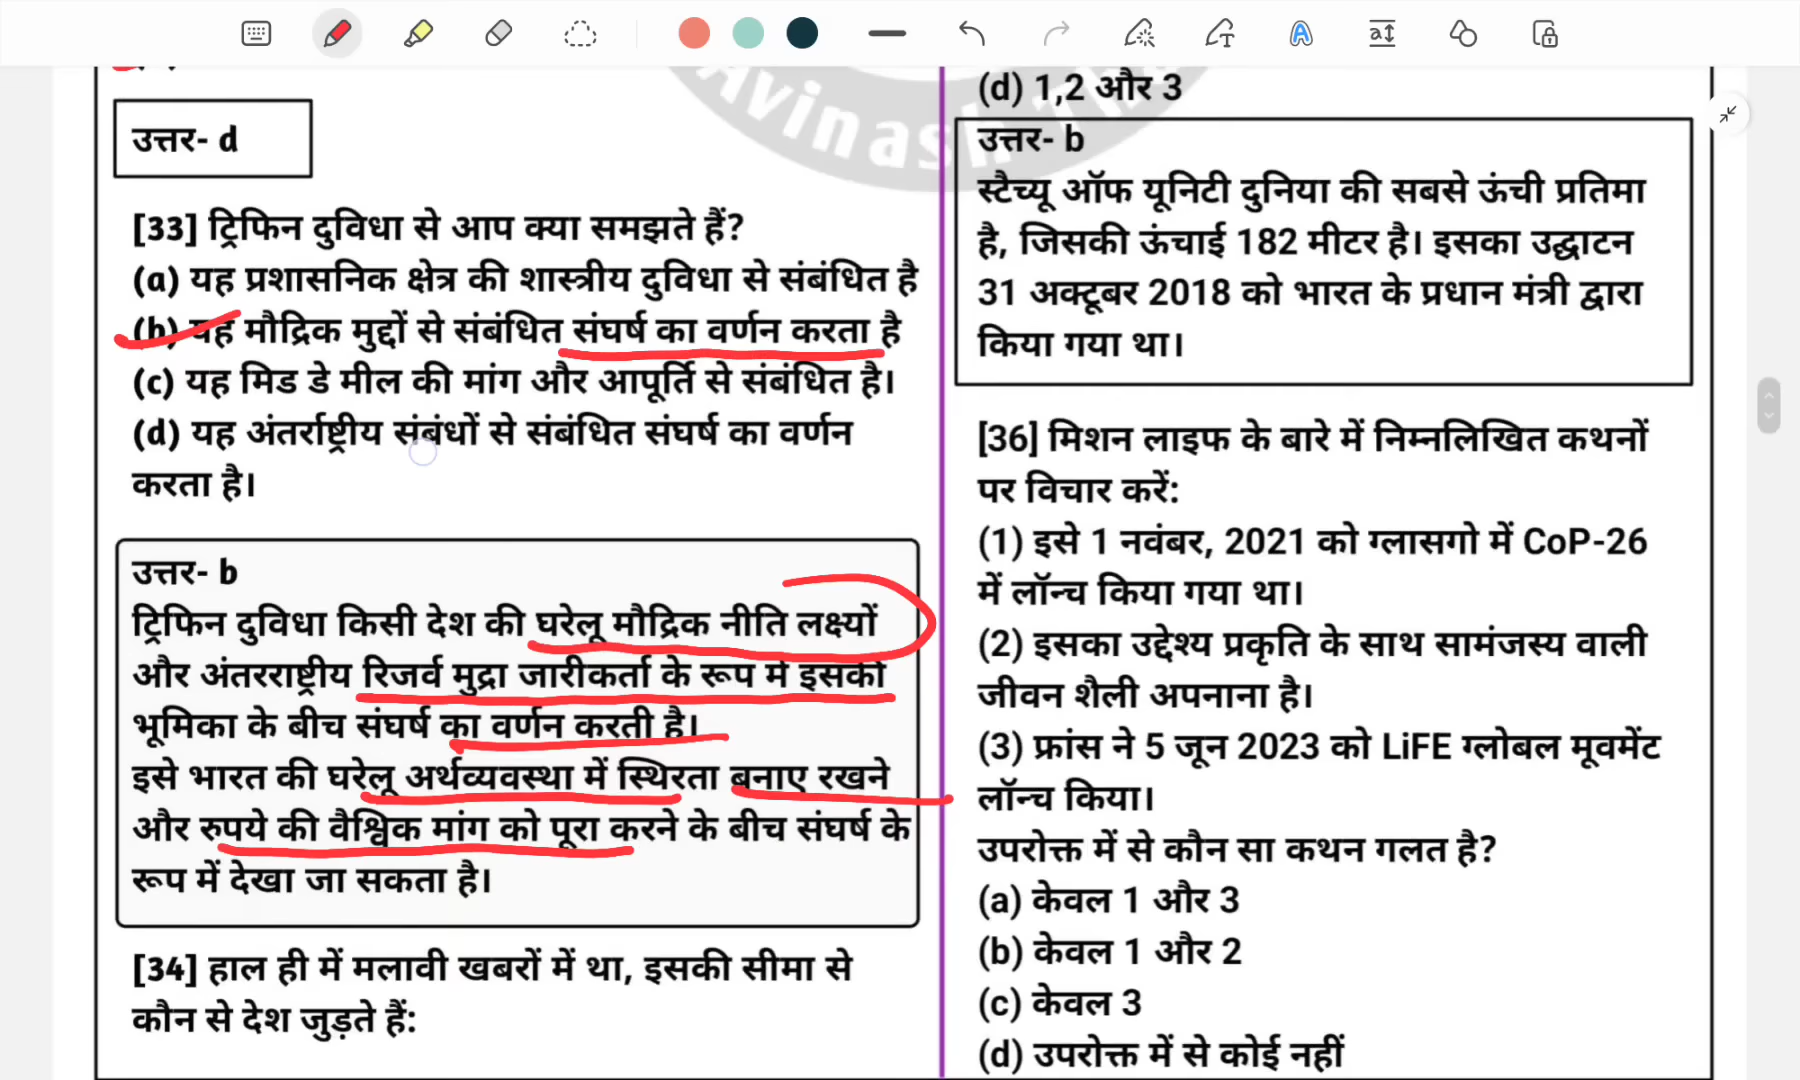 उत्तर- d
[33] ट्रिफिन दुविधा से आप क्या समझते हैं?
(a) यह प्रशासनिक क्षेत्र की शास्त्रीय दुविधा से संबंधित है
(b) यह मौद्रिक मुद्दों से संबंधित संघर्ष का वर्णन करता है
(c) यह मिड डे मील की मांग और आपूर्ति से संबंधित है।
(d) यह अंतर्राष्ट्रीय संबंधों से संबंधित संघर्ष का वर्णन
करता है।
उत्तर- b
ट्रिफिन दुविधा किसी देश की घरेलू मौद्रिक नीति लक्ष्यों
और अंतरराष्ट्रीय रिजर्व मुद्रा जारीकर्ता के रूप में इसकी
भूमिका के बीच संघर्ष का वर्णन करती है।
इसे भारत की घरेलू अर्थव्यवस्था में स्थिरता बनाए रखने
और रुपये की वैश्विक मांग को पूरा करने के बीच संघर्ष के
रूप में देखा जा सकता है।
[34] हाल ही में मलावी खबरों में था, इसकी सीमा से
कौन से देश जुड़ते हैं:
Avinash
(d) 1,2 और 3
उत्तर- b
स्टैच्यू ऑफ यूनिटी दुनिया की सबसे ऊंची प्रतिमा
है, जिसकी ऊंचाई 182 मीटर है। इसका उद्घाटन
31 अक्टूबर 2018 को भारत के प्रधान मंत्री द्वारा
किया गया था।
[36] मिशन लाइफ के बारे में निम्नलिखित कथनों
पर विचार करें:
(1) इसे 1 नवंबर, 2021 को ग्लासगो में CoP-26
में लॉन्च किया गया था।
(2) इसका उद्देश्य प्रकृति के साथ सामंजस्य वाली
जीवन शैली अपनाना है।
(3) फ्रांस ने 5 जून 2023 को LiFE ग्लोबल मूवमेंट
लॉन्च किया।
उपरोक्त में से कौन सा कथन गलत है?
(a) केवल 1 और 3
(b) केवल 1 और 2
(c) केवल 3
(d) उपरोक्त में से कोई नहीं